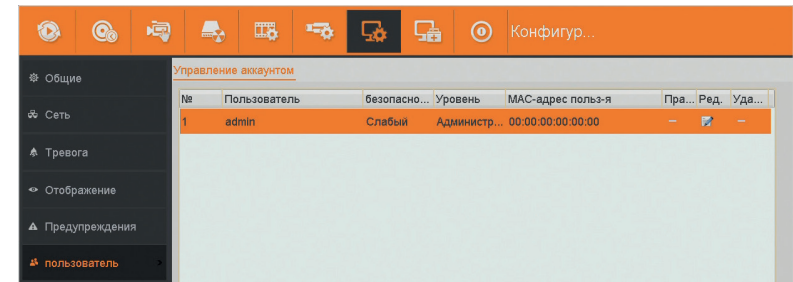 Конфигур...
Общие
Сеть
Тревога
Отображение
Предупреждения
пользователь
Управление аккаунтом
№ Пользователь безопасно... Уровень MAC-адрес польз-я Пра... Ред. Уда...
1 admin Слабый Администр... 00:00:00:00:00:00 – –